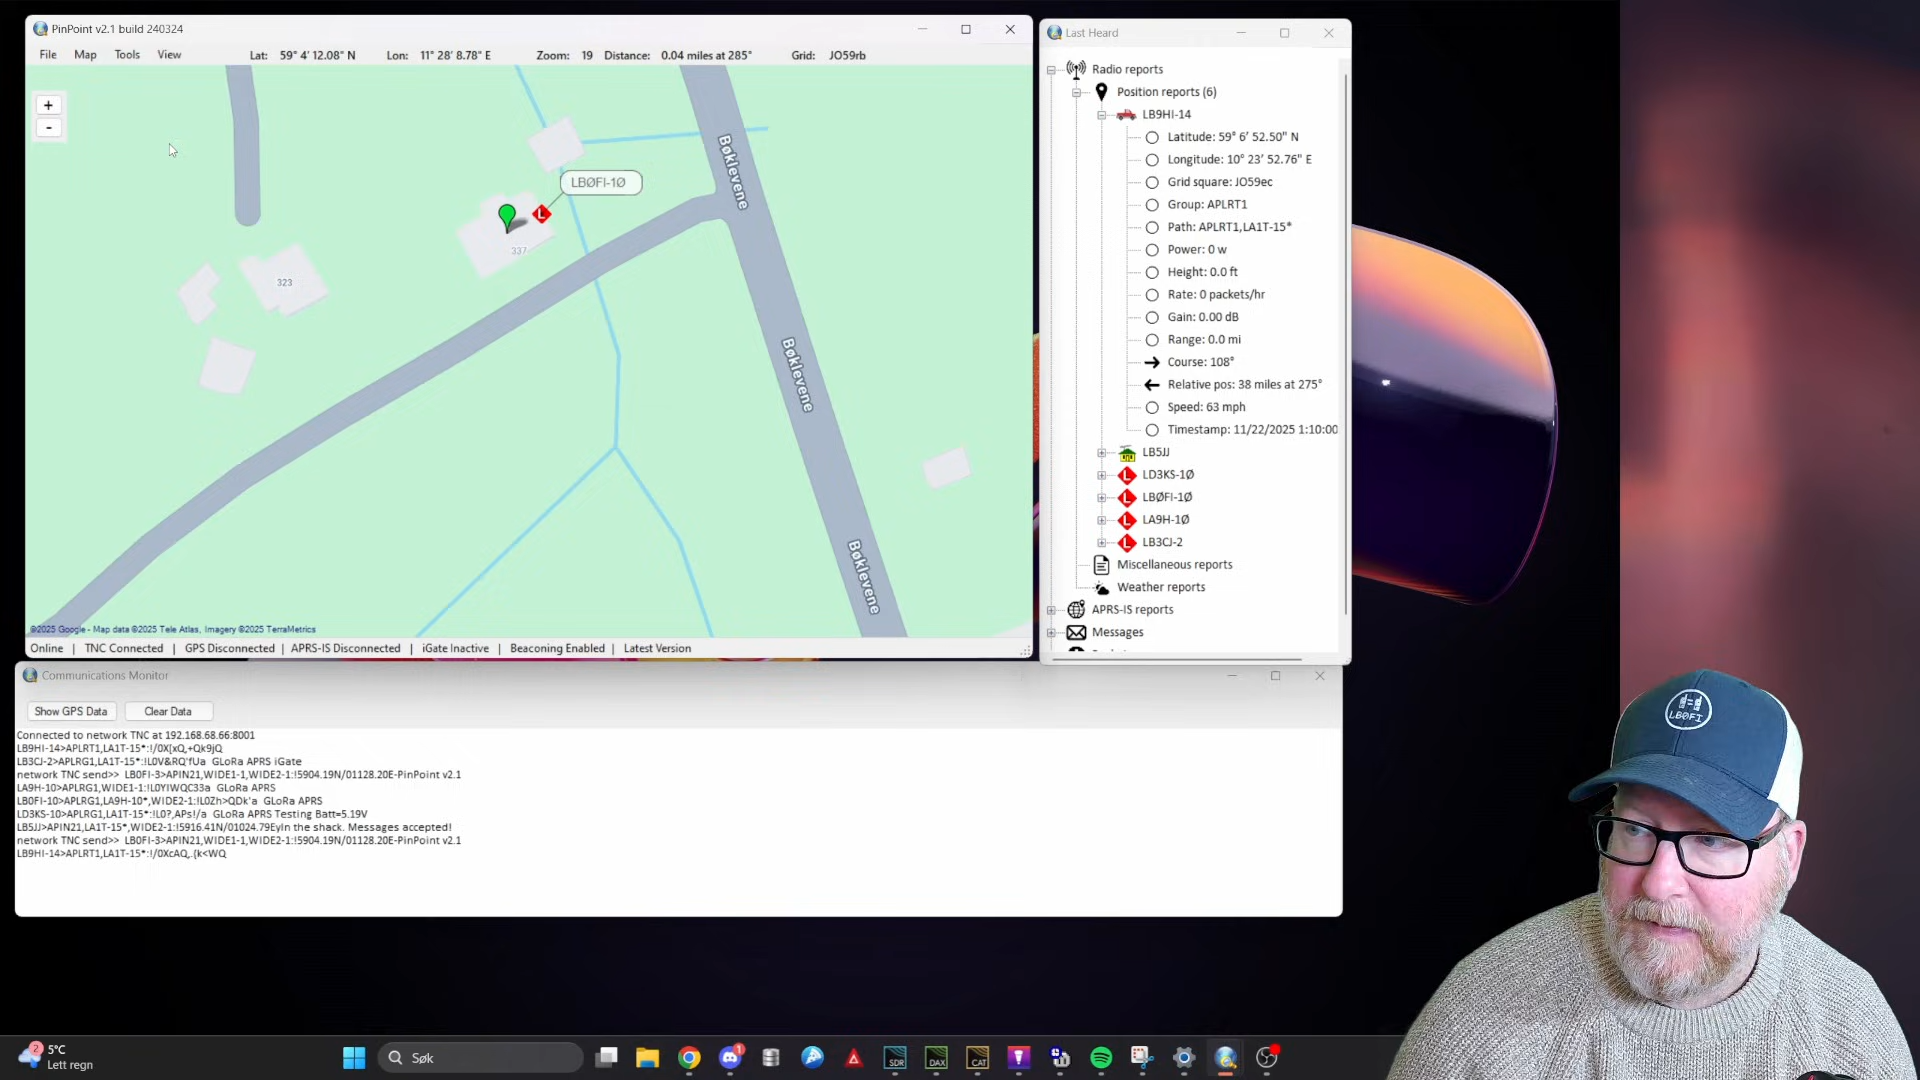 PinPoint v2.1 build 240324
File Map Tools View Lat: 59° 4' 12.08" N Lon: 11° 28' 8.78" E Zoom: 19 Distance: 0.04 miles at 285° Grid: JO59rb
+
-
LBØFI-1Ø
L
337
323
Bøklevene
Bøklevene
Bøklevene
©2025 Google - Map data ©2025 Tele Atlas, Imagery ©2025 TerraMetrics
Online | TNC Connected | GPS Disconnected | APRS-IS Disconnected | iGate Inactive | Beaconing Enabled | Latest Version
Last Heard
Radio reports
Position reports (6)
LB9HI-14
Latitude: 59° 6' 52.50" N
Longitude: 10° 23' 52.76" E
Grid square: JO59ec
Group: APLRT1
Path: APLRT1,LA1T-15*
Power: 0 w
Height: 0.0 ft
Rate: 0 packets/hr
Gain: 0.00 dB
Range: 0.0 mi
Course: 108°
Relative pos: 38 miles at 275°
Speed: 63 mph
Timestamp: 11/22/2025 1:10:00
LB5JJ
L LD3KS-1Ø
L LBØFI-1Ø
L LA9H-1Ø
L LB3CJ-2
Miscellaneous reports
Weather reports
APRS-IS reports
Messages
Communications Monitor
Show GPS Data Clear Data
Connected to network TNC at 192.168.68.66:8001
LB9HI-14>APLRT1,LA1T-15*:!/0X[xQ,+Qk9jQ
LB3CJ-2>APLRG1,LA1T-15*:!L0V&RQ'fUa GLoRa APRS iGate
network TNC send>> LB0FI-3>APIN21,WIDE1-1,WIDE2-1:!5904.19N/01128.20E-PinPoint v2.1
LA9H-10>APLRG1,WIDE1-1:!L0YIWQC33a GLoRa APRS
LB0FI-10>APLRG1,LA9H-10*,WIDE2-1:!L0Zh>QDk'a GLoRa APRS
LD3KS-10>APLRG1,LA1T-15*:!L0?,APs!/a GLoRa APRS Testing Batt=5.19V
LB5JJ>APIN21,LA1T-15*,WIDE2-1:!5916.41N/01024.79EyIn the shack. Messages accepted!
network TNC send>> LB0FI-3>APIN21,WIDE1-1,WIDE2-1:!5904.19N/01128.20E-PinPoint v2.1
LB9HI-14>APLRT1,LA1T-15*:!/0XcAQ,.{k<WQ
LBØFI
2
5°C
Lett regn
Søk
1
SDR
DAX
CAT